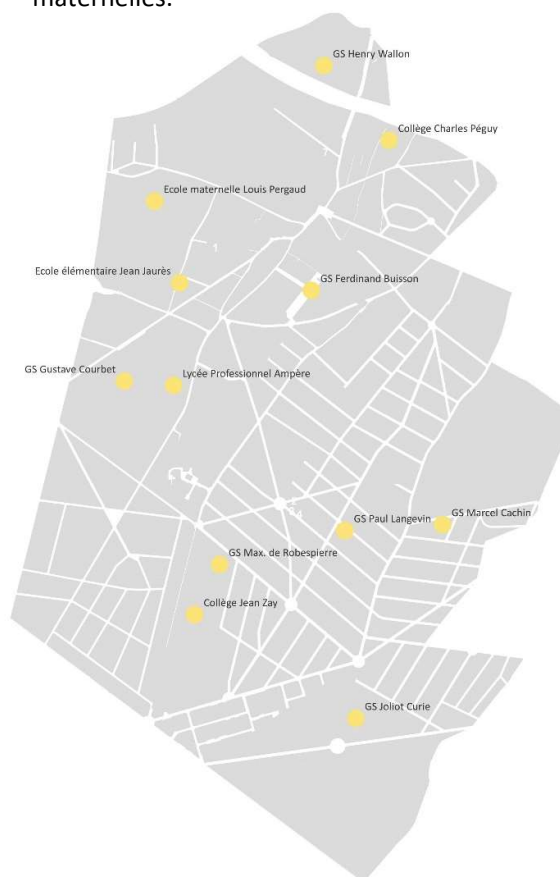 maternelles.
GS Henry Wallon
Collège Charles Péguy
Ecole maternelle Louis Pergaud
Ecole élémentaire Jean Jaurès
GS Ferdinand Buisson
GS Gustave Courbet
Lycée Professionnel Ampère
GS Marcel Cachin
GS Paul Langevin
GS Max. de Robespierre
Collège Jean Zay
GS Joliot Curie